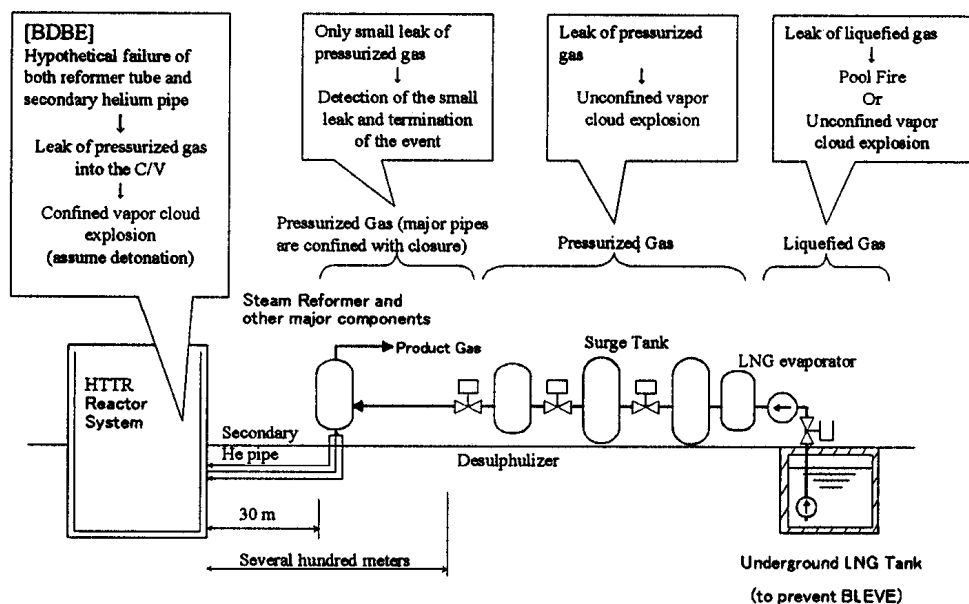 [BDBE]
Hypothetical failure of
both reformer tube and
secondary helium pipe
↓
Leak of pressurized gas
into the C/V
↓
Confined vapor cloud
explosion
(assume detonation)
Only small leak of
pressurized gas
↓
Detection of the small
leak and termination
of the event
Leak of pressurized
gas
↓
Unconfined vapor
cloud explosion
Leak of liquefied gas
↓
Pool Fire
Or
Unconfined vapor
cloud explosion
Pressurized Gas (major pipes
are confined with closure)
Pressurized Gas
Liquefied Gas
Steam Reformer and
other major components
Product Gas
Surge Tank
LNG evaporator
HTTR
Reactor
System
Secondary
He pipe
Desulphulizer
30 m
Several hundred meters
Underground LNG Tank
(to prevent BLEVE)